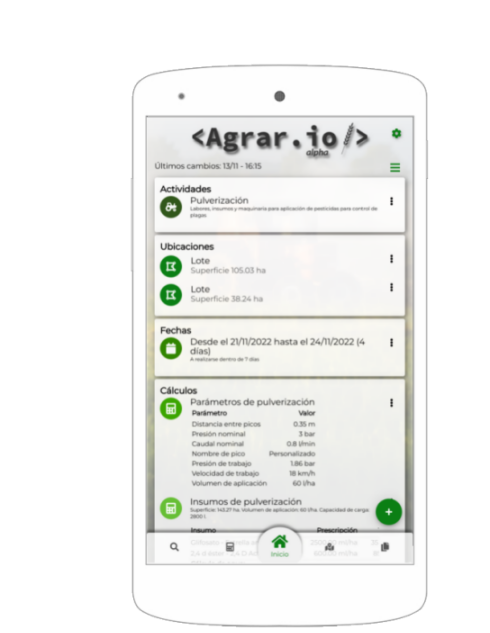 <Agrar.io/>
alpha
Últimos cambios: 13/11 - 16:15
Actividades
Pulverización
Labores, insumos y maquinaria para aplicación de pesticidas para control de
plagas
Ubicaciones
Lote
Superficie 105.03 ha
Lote
Superficie 38.24 ha
Fechas
Desde el 21/11/2022 hasta el 24/11/2022 (4
días)
A realizarse dentro de 7 días
Cálculos
Parámetros de pulverización
Parámetro Valor
Distancia entre picos 0.35 m
Presión nominal 3 bar
Caudal nominal 0.8 l/min
Nombre de pico Personalizado
Presión de trabajo 1.86 bar
Velocidad de trabajo 18 km/h
Volumen de aplicación 60 l/ha
Insumos de pulverización
Superficie: 143.27 ha. Volumen de aplicación: 60 l/ha. Capacidad de carga:
2800 l.
Insumo Prescripción
Inicio